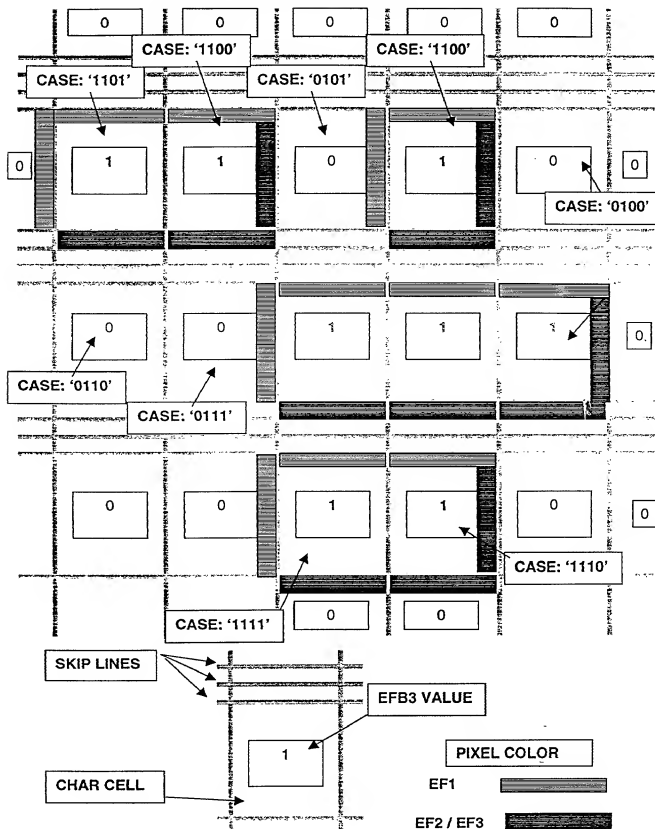 0 0 0 0 0
CASE: '1100' CASE: '1100'
CASE: '1101' CASE: '0101'
0 1 1 0 1 0 0
CASE: '0100'
0 0 1 1 1 0.
CASE: '0110'
CASE: '0111'
0 0 1 1 0 0
CASE: '1110'
CASE: '1111' 0 0
SKIP LINES
EFB3 VALUE
1
PIXEL COLOR
CHAR CELL
EF1
EF2 / EF3